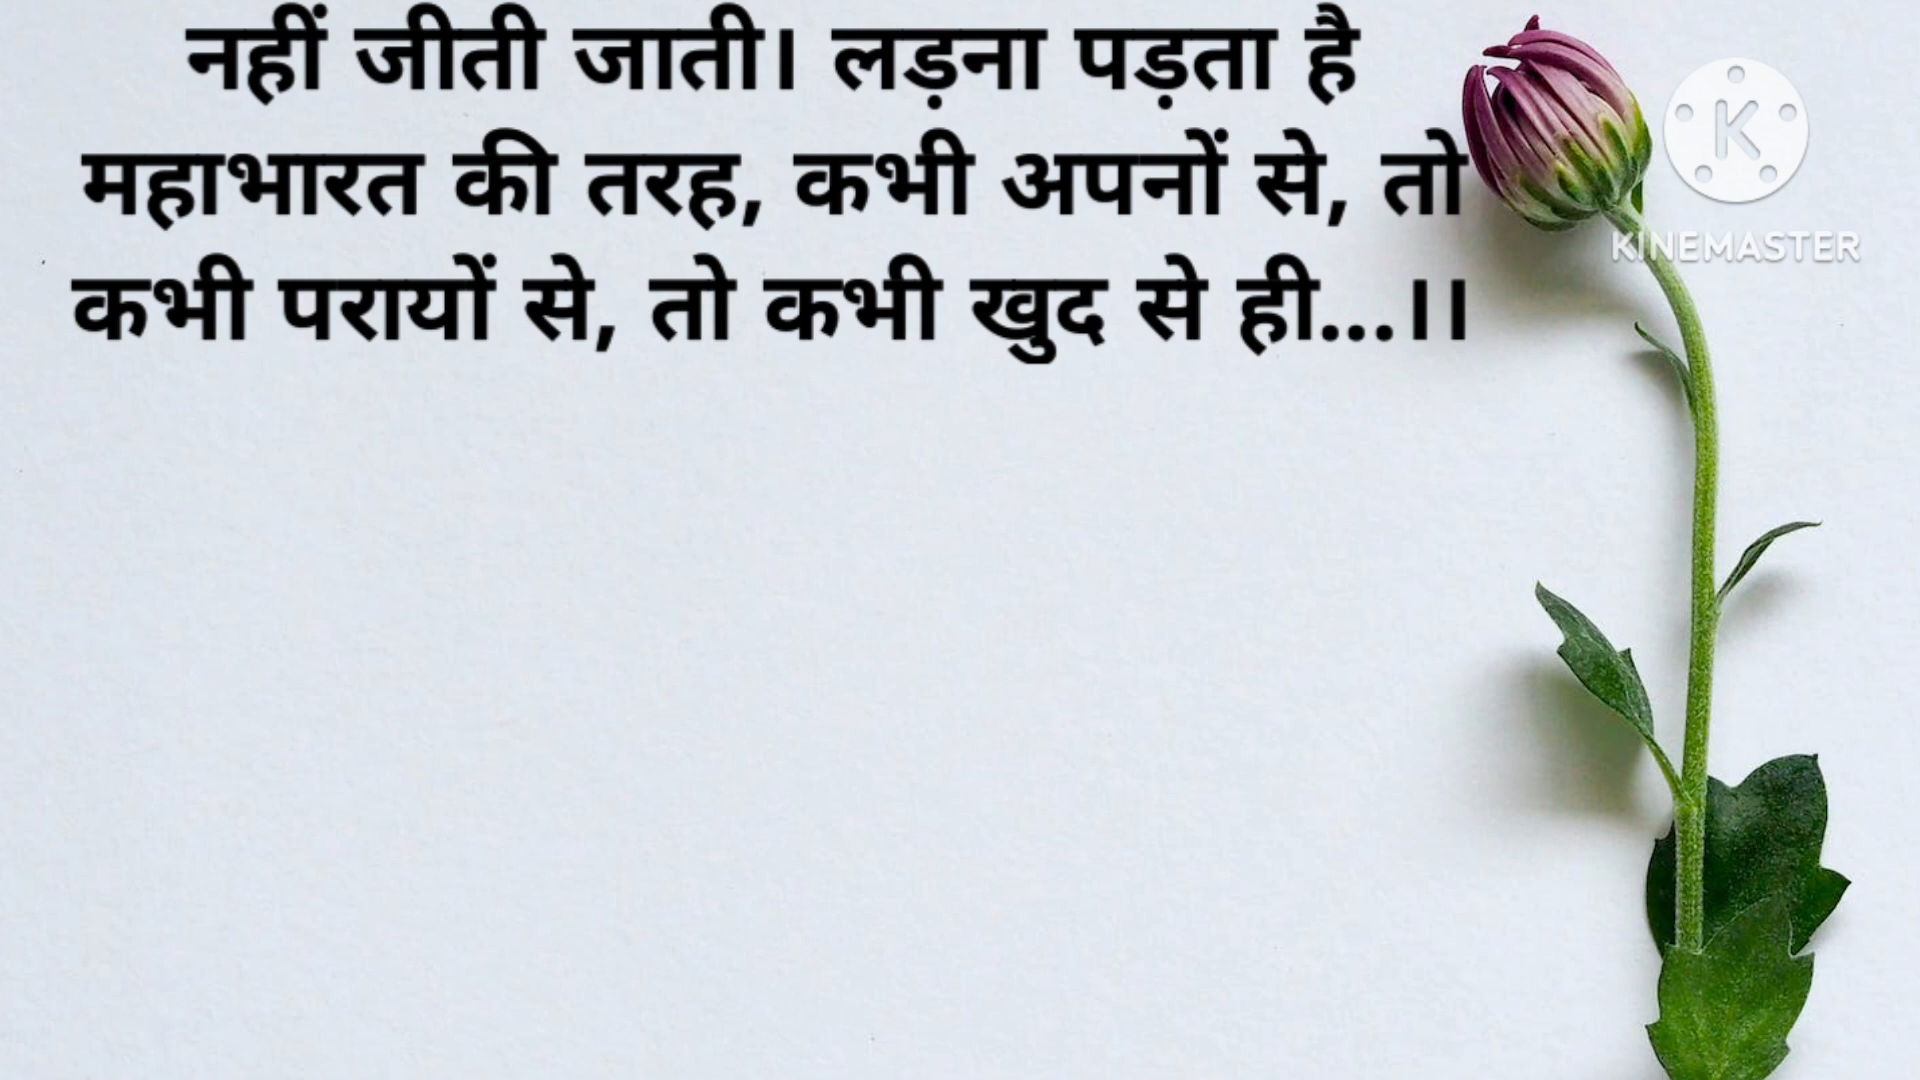 नहीं जीती जाती। लड़ना पड़ता है
महाभारत की तरह, कभी अपनों से, तो
कभी परायों से, तो कभी खुद से ही...।।
K
KINEMASTER